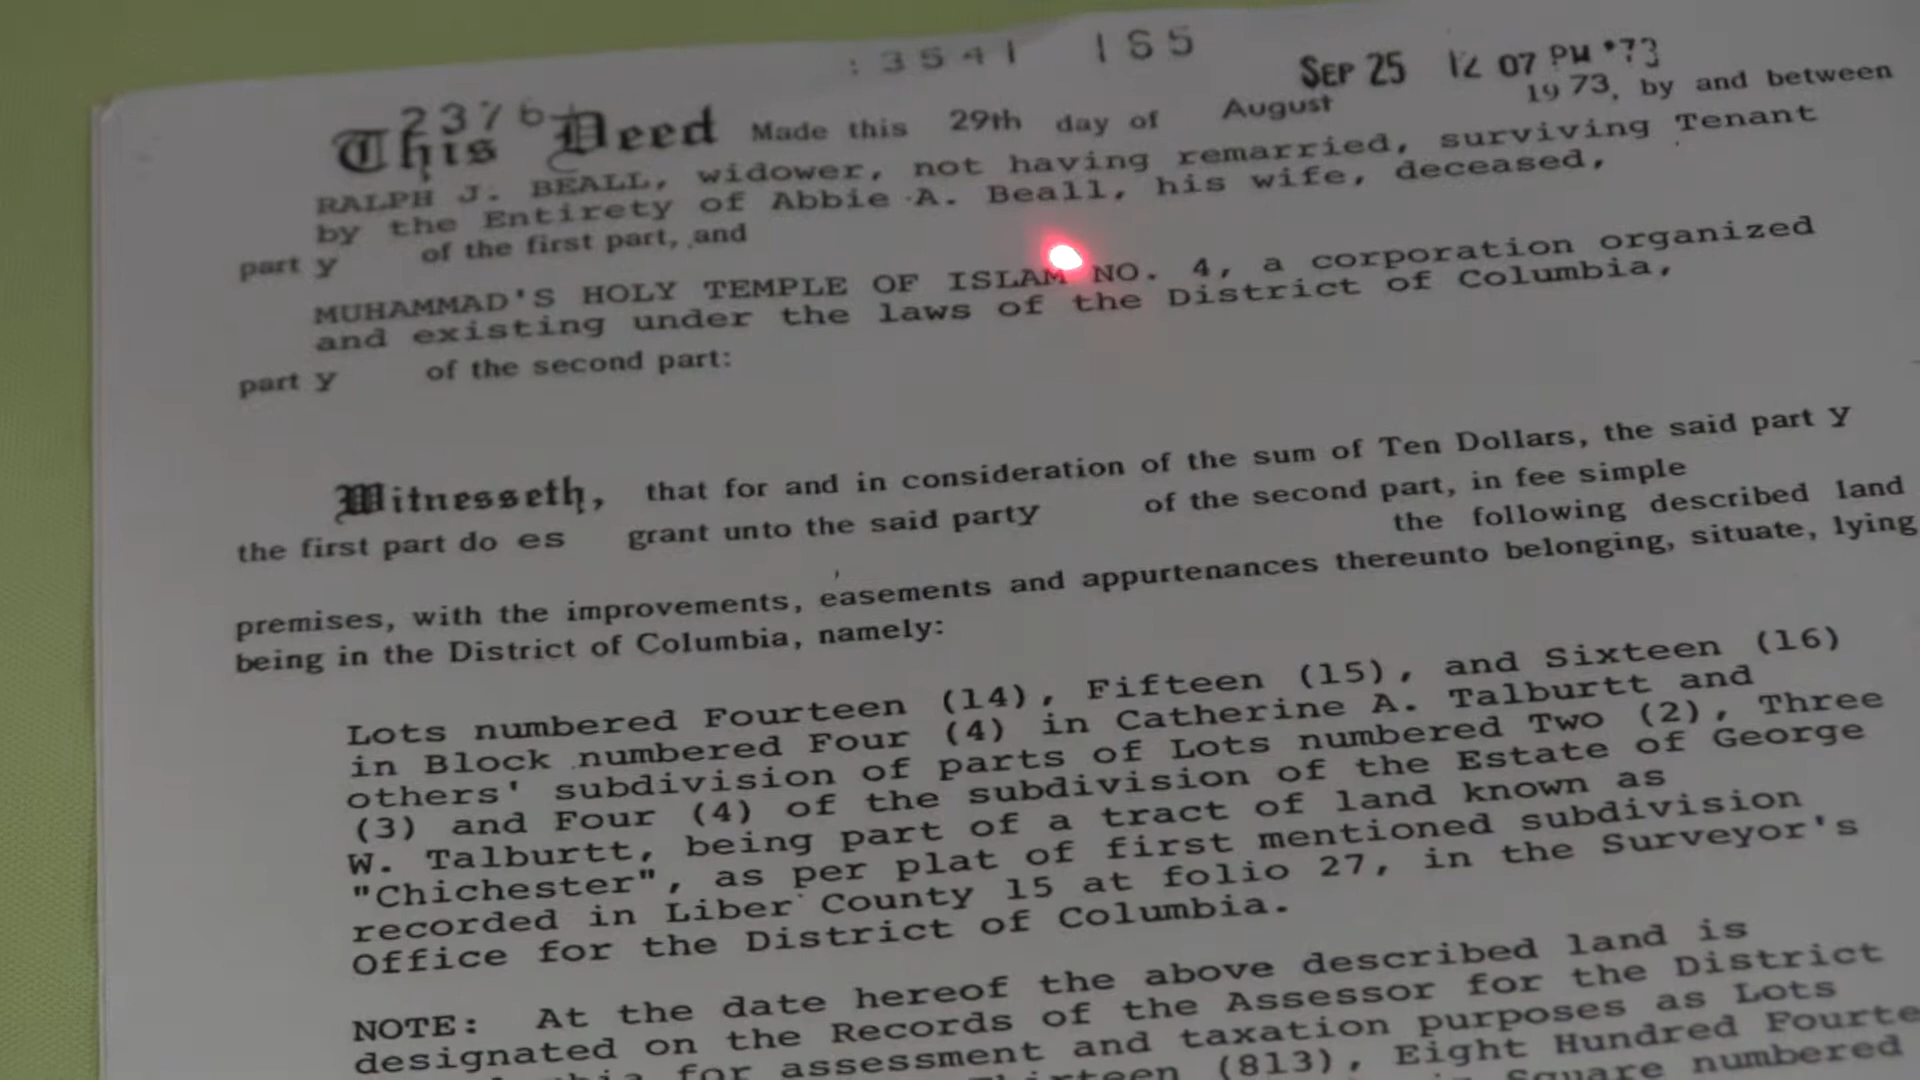 :3541 155
SEP 25 12 07 PM '73
2376
This Deed Made this 29th day of August 1973, by and between
RALPH J. BEALL, widower, not having remarried, surviving Tenant
by the Entirety of Abbie A. Beall, his wife, deceased,
part y of the first part, and
MUHAMMAD'S HOLY TEMPLE OF ISLAM NO. 4, a corporation organized
and existing under the laws of the District of Columbia,
part y of the second part:
Witnesseth, that for and in consideration of the sum of Ten Dollars, the said part y
the first part do es grant unto the said party of the second part, in fee simple
the following described land
premises, with the improvements, easements and appurtenances thereunto belonging, situate, lying
being in the District of Columbia, namely:
Lots numbered Fourteen (14), Fifteen (15), and Sixteen (16)
in Block numbered Four (4) in Catherine A. Talburtt and
others' subdivision of parts of Lots numbered Two (2), Three
(3) and Four (4) of the subdivision of the Estate of George
W. Talburtt, being part of a tract of land known as
"Chichester", as per plat of first mentioned subdivision
recorded in Liber County 15 at folio 27, in the Surveyor's
Office for the District of Columbia.
NOTE: At the date hereof the above described land is
designated on the Records of the Assessor for the District
for assessment and taxation purposes as Lots
(813), Eight Hundred Fourte
Square numbered